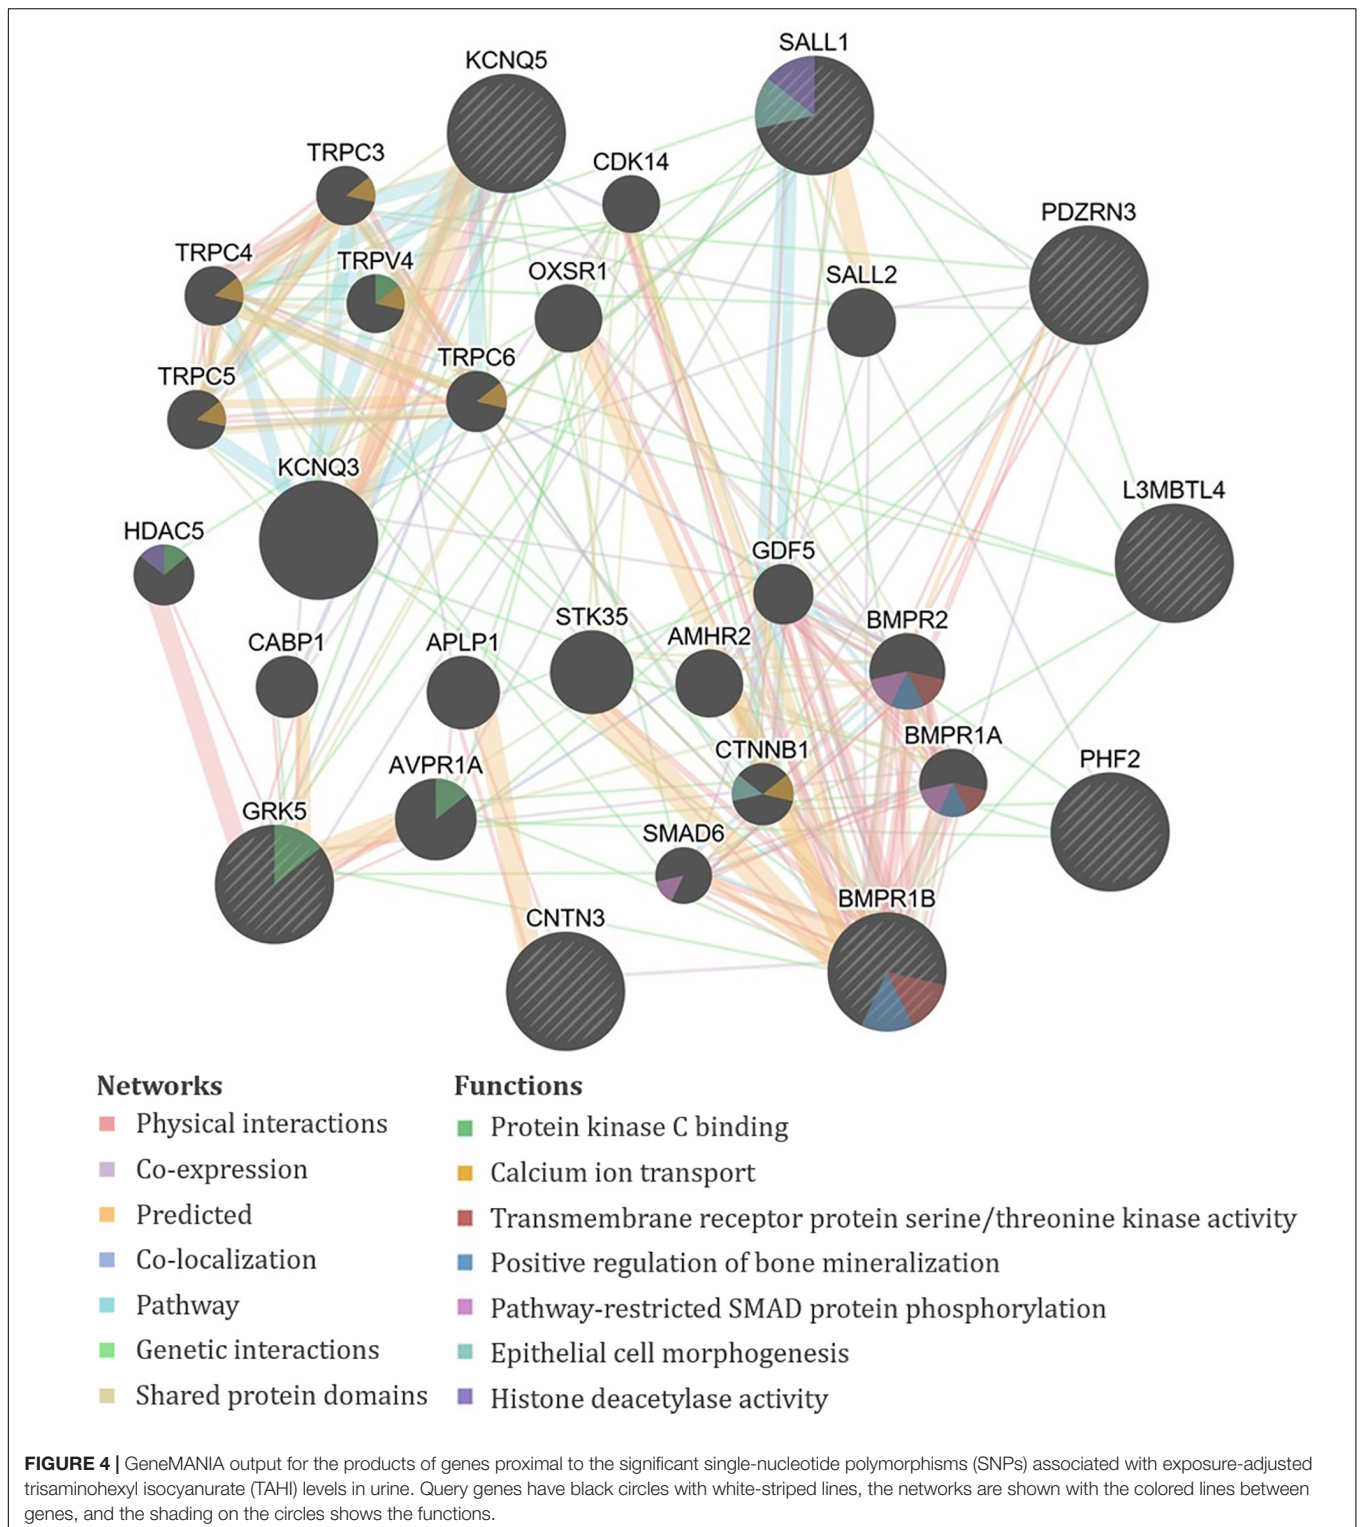 SALL1
KCNQ5
TRPC3
CDK14
PDZRN3
TRPC4
TRPV4
OXSR1
SALL2
TRPC6
TRPC5
KCNQ3
L3MBTL4
HDAC5
GDF5
STK35
BMPR2
CABP1
APLP1
AMHR2
BMPR1A
CTNNB1
PHF2
AVPR1A
GRK5
SMAD6
BMPR1B
CNTN3
Networks
Physical interactions
Co-expression
Predicted
Co-localization
Pathway
Genetic interactions
Shared protein domains
Functions
Protein kinase C binding
Calcium ion transport
Transmembrane receptor protein serine/threonine kinase activity
Positive regulation of bone mineralization
Pathway-restricted SMAD protein phosphorylation
Epithelial cell morphogenesis
Histone deacetylase activity
FIGURE 4 | GeneMANIA output for the products of genes proximal to the significant single-nucleotide polymorphisms (SNPs) associated with exposure-adjusted
trisaminohexyl isocyanurate (TAHI) levels in urine. Query genes have black circles with white-striped lines, the networks are shown with the colored lines between
genes, and the shading on the circles shows the functions.